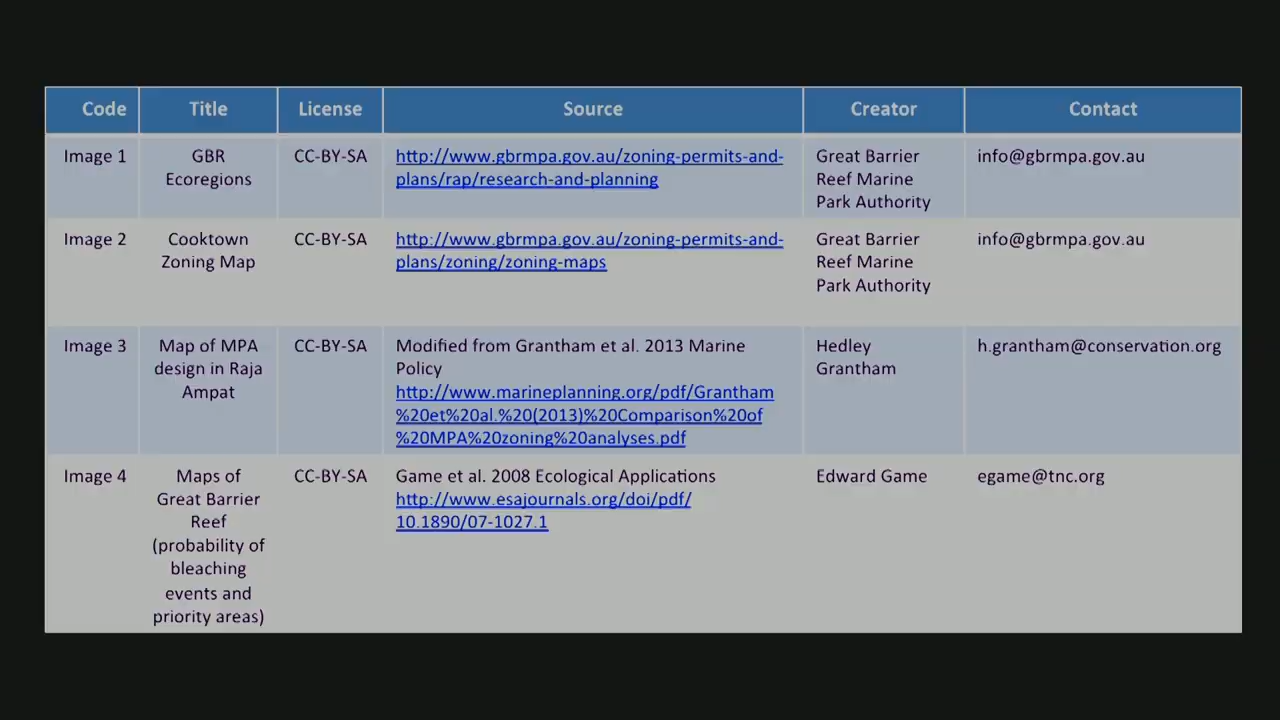 Code Title License Source Creator Contact
Image 1 GBR CC-BY-SA http://www.gbrmpa.gov.au/zoning-permits-and- Great Barrier info@gbrmpa.gov.au
Ecoregions plans/rap/research-and-planning Reef Marine
Park Authority
Image 2 Cooktown CC-BY-SA http://www.gbrmpa.gov.au/zoning-permits-and- Great Barrier info@gbrmpa.gov.au
Zoning Map plans/zoning/zoning-maps Reef Marine
Park Authority
Image 3 Map of MPA CC-BY-SA Modified from Grantham et al. 2013 Marine Hedley h.grantham@conservation.org
design in Raja Policy Grantham
Ampat http://www.marineplanning.org/pdf/Grantham
%20et%20al.%20(2013)%20Comparison%20of
%20MPA%20zoning%20analyses.pdf
Image 4 Maps of CC-BY-SA Game et al. 2008 Ecological Applications Edward Game egame@tnc.org
Great Barrier http://www.esajournals.org/doi/pdf/
Reef 10.1890/07-1027.1
(probability of
bleaching
events and
priority areas)